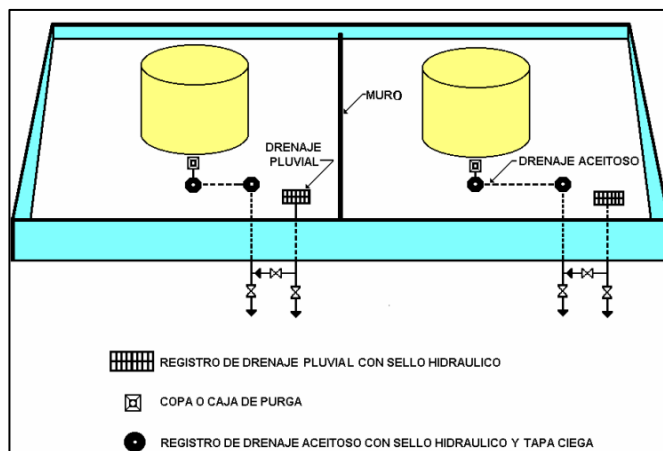 MURO
DRENAJE
PLUVIAL
DRENAJE ACEITOSO
REGISTRO DE DRENAJE PLUVIAL CON SELLO HIDRAULICO
COPA O CAJA DE PURGA
REGISTRO DE DRENAJE ACEITOSO CON SELLO HIDRAULICO Y TAPA CIEGA